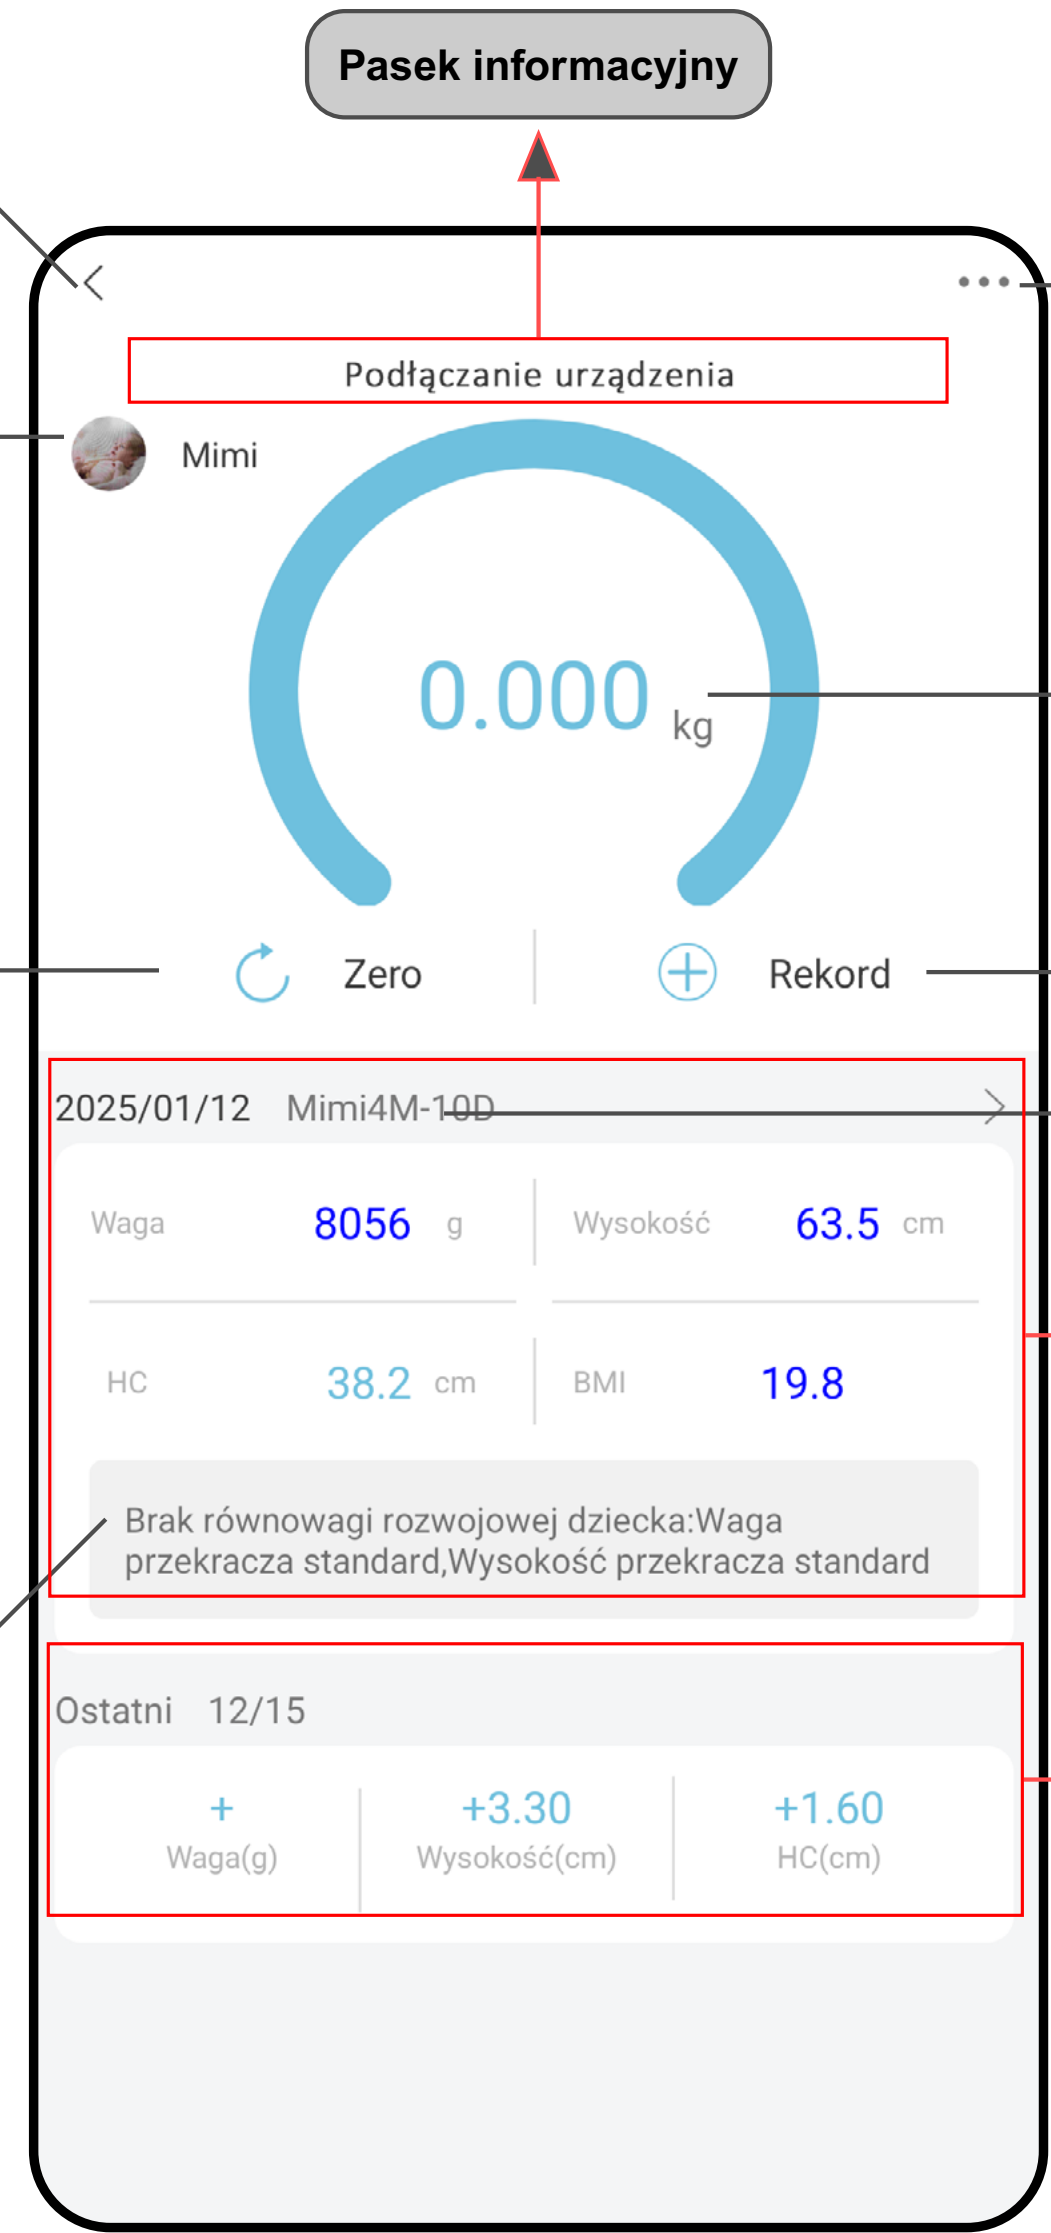 Pasek informacyjny
Podłączanie urządzenia
Mimi
0.000 kg
Zero
Rekord
2025/01/12 Mimi4M-10D
Waga 8056 g
Wysokość 63.5 cm
HC 38.2 cm
BMI 19.8
Brak równowagi rozwojowej dziecka:Waga
przekracza standard,Wysokość przekracza standard
Ostatni 12/15
+ +3.30 +1.60
Waga(g) Wysokość(cm) HC(cm)